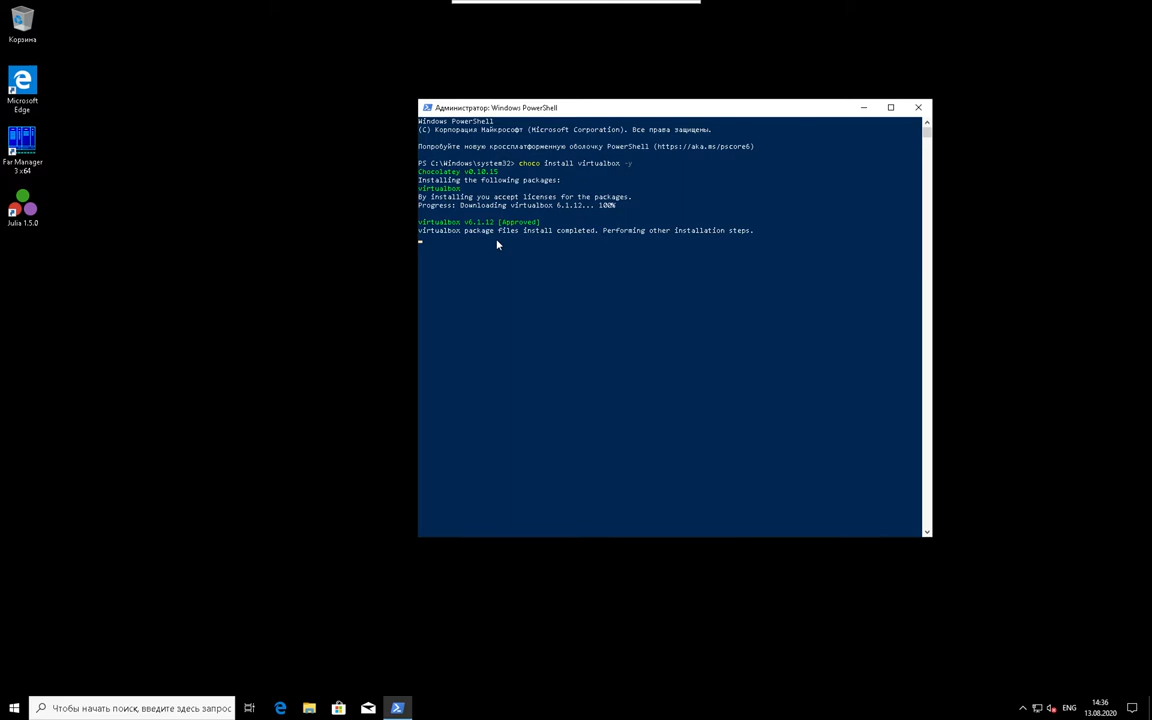 Корзина
Microsoft
Edge
Far Manager
3 x64
Julia 1.5.0
Администратор: Windows PowerShell
Windows PowerShell
(C) Корпорация Майкрософт (Microsoft Corporation). Все права защищены.
Попробуйте новую кроссплатформенную оболочку PowerShell (https://aka.ms/pscore6)
PS C:\Windows\system32> choco install virtualbox -y
Chocolatey v0.10.15
Installing the following packages:
virtualbox
By installing you accept licenses for the packages.
Progress: Downloading virtualbox 6.1.12... 100%
virtualbox v6.1.12 [Approved]
virtualbox package files install completed. Performing other installation steps.
Чтобы начать поиск, введите здесь запрос
ENG
14:36
13.08.2020